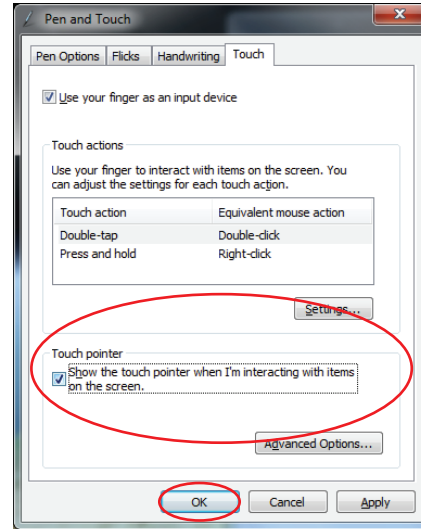 Pen and Touch
Pen Options Flicks Handwriting Touch
Use your finger as an input device
Touch actions
Use your finger to interact with items on the screen. You
can adjust the settings for each touch action.
Touch action Equivalent mouse action
Double-tap Double-click
Press and hold Right-click
Settings...
Touch pointer
Show the touch pointer when I'm interacting with items
on the screen.
Advanced Options...
OK Cancel Apply